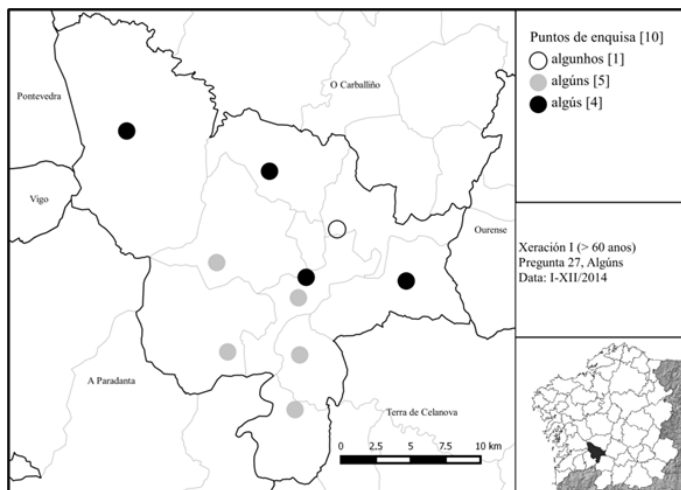 Puntos de enquisa [10]
algunhos [1]
algúns [5]
algús [4]
Pontevedra
O Carballiño
Vigo
Ourense
Xeración I (> 60 anos)
Pregunta 27, Algúns
Data: I-XII/2014
A Paradanta
Terra de Celanova
0 2,5 5 7,5 10 km